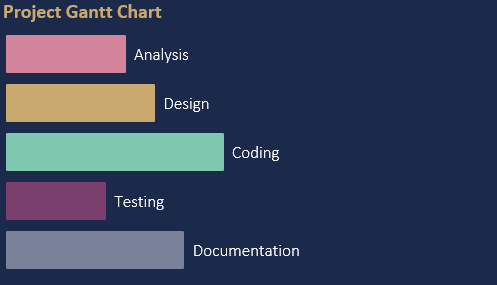 Project Gantt Chart
Analysis
Design
Coding
Testing
Documentation